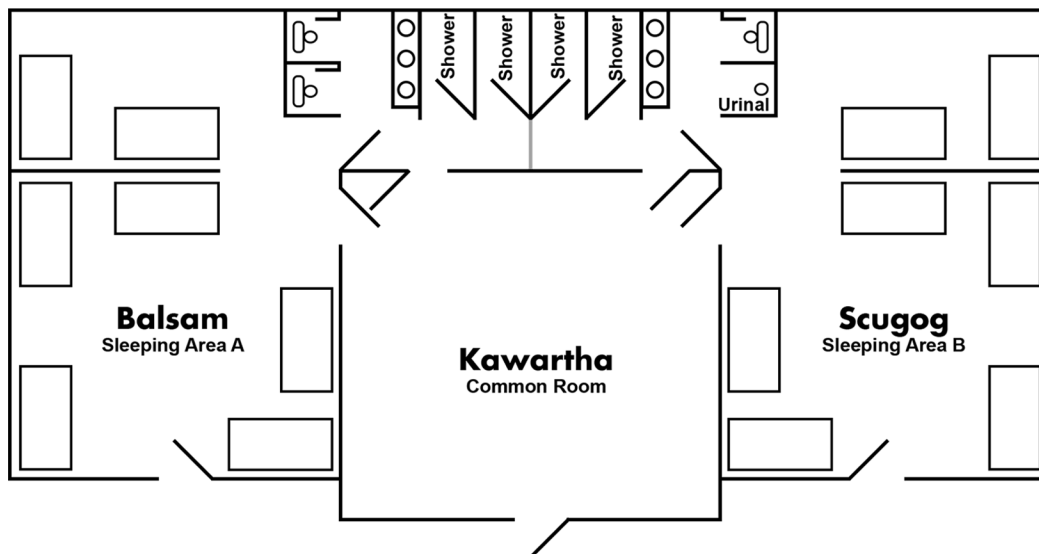 Shower
Shower
Shower
Shower
Urinal
Balsam
Sleeping Area A
Kawartha
Common Room
Scugog
Sleeping Area B